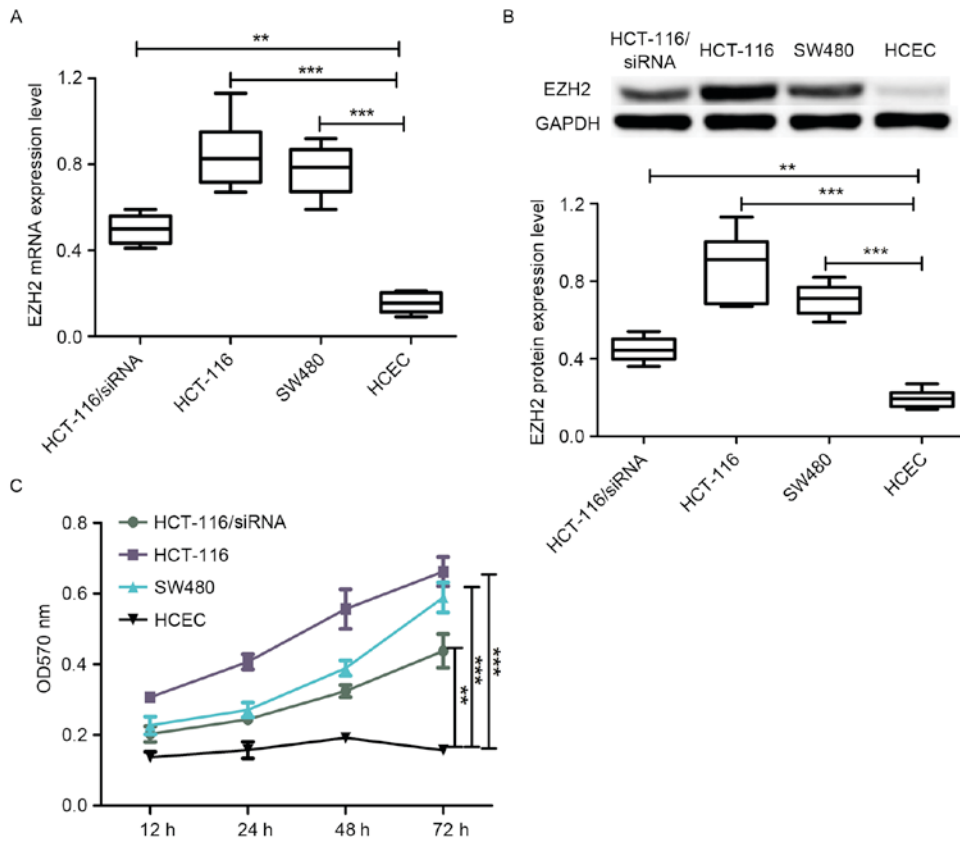 A
**
***
***
1.2
0.8
0.4
0.0
EZH2 mRNA expression level
HCT-116/siRNA
HCT-116
SW480
HCEC
B
HCT-116/
siRNA
HCT-116
SW480
HCEC
EZH2
GAPDH
**
***
***
1.2
0.8
0.4
0.0
EZH2 protein expression level
HCT-116/siRNA
HCT-116
SW480
HCEC
C
0.8
0.6
0.4
0.2
0.0
OD570 nm
HCT-116/siRNA
HCT-116
SW480
HCEC
**
***
***
12 h
24 h
48 h
72 h